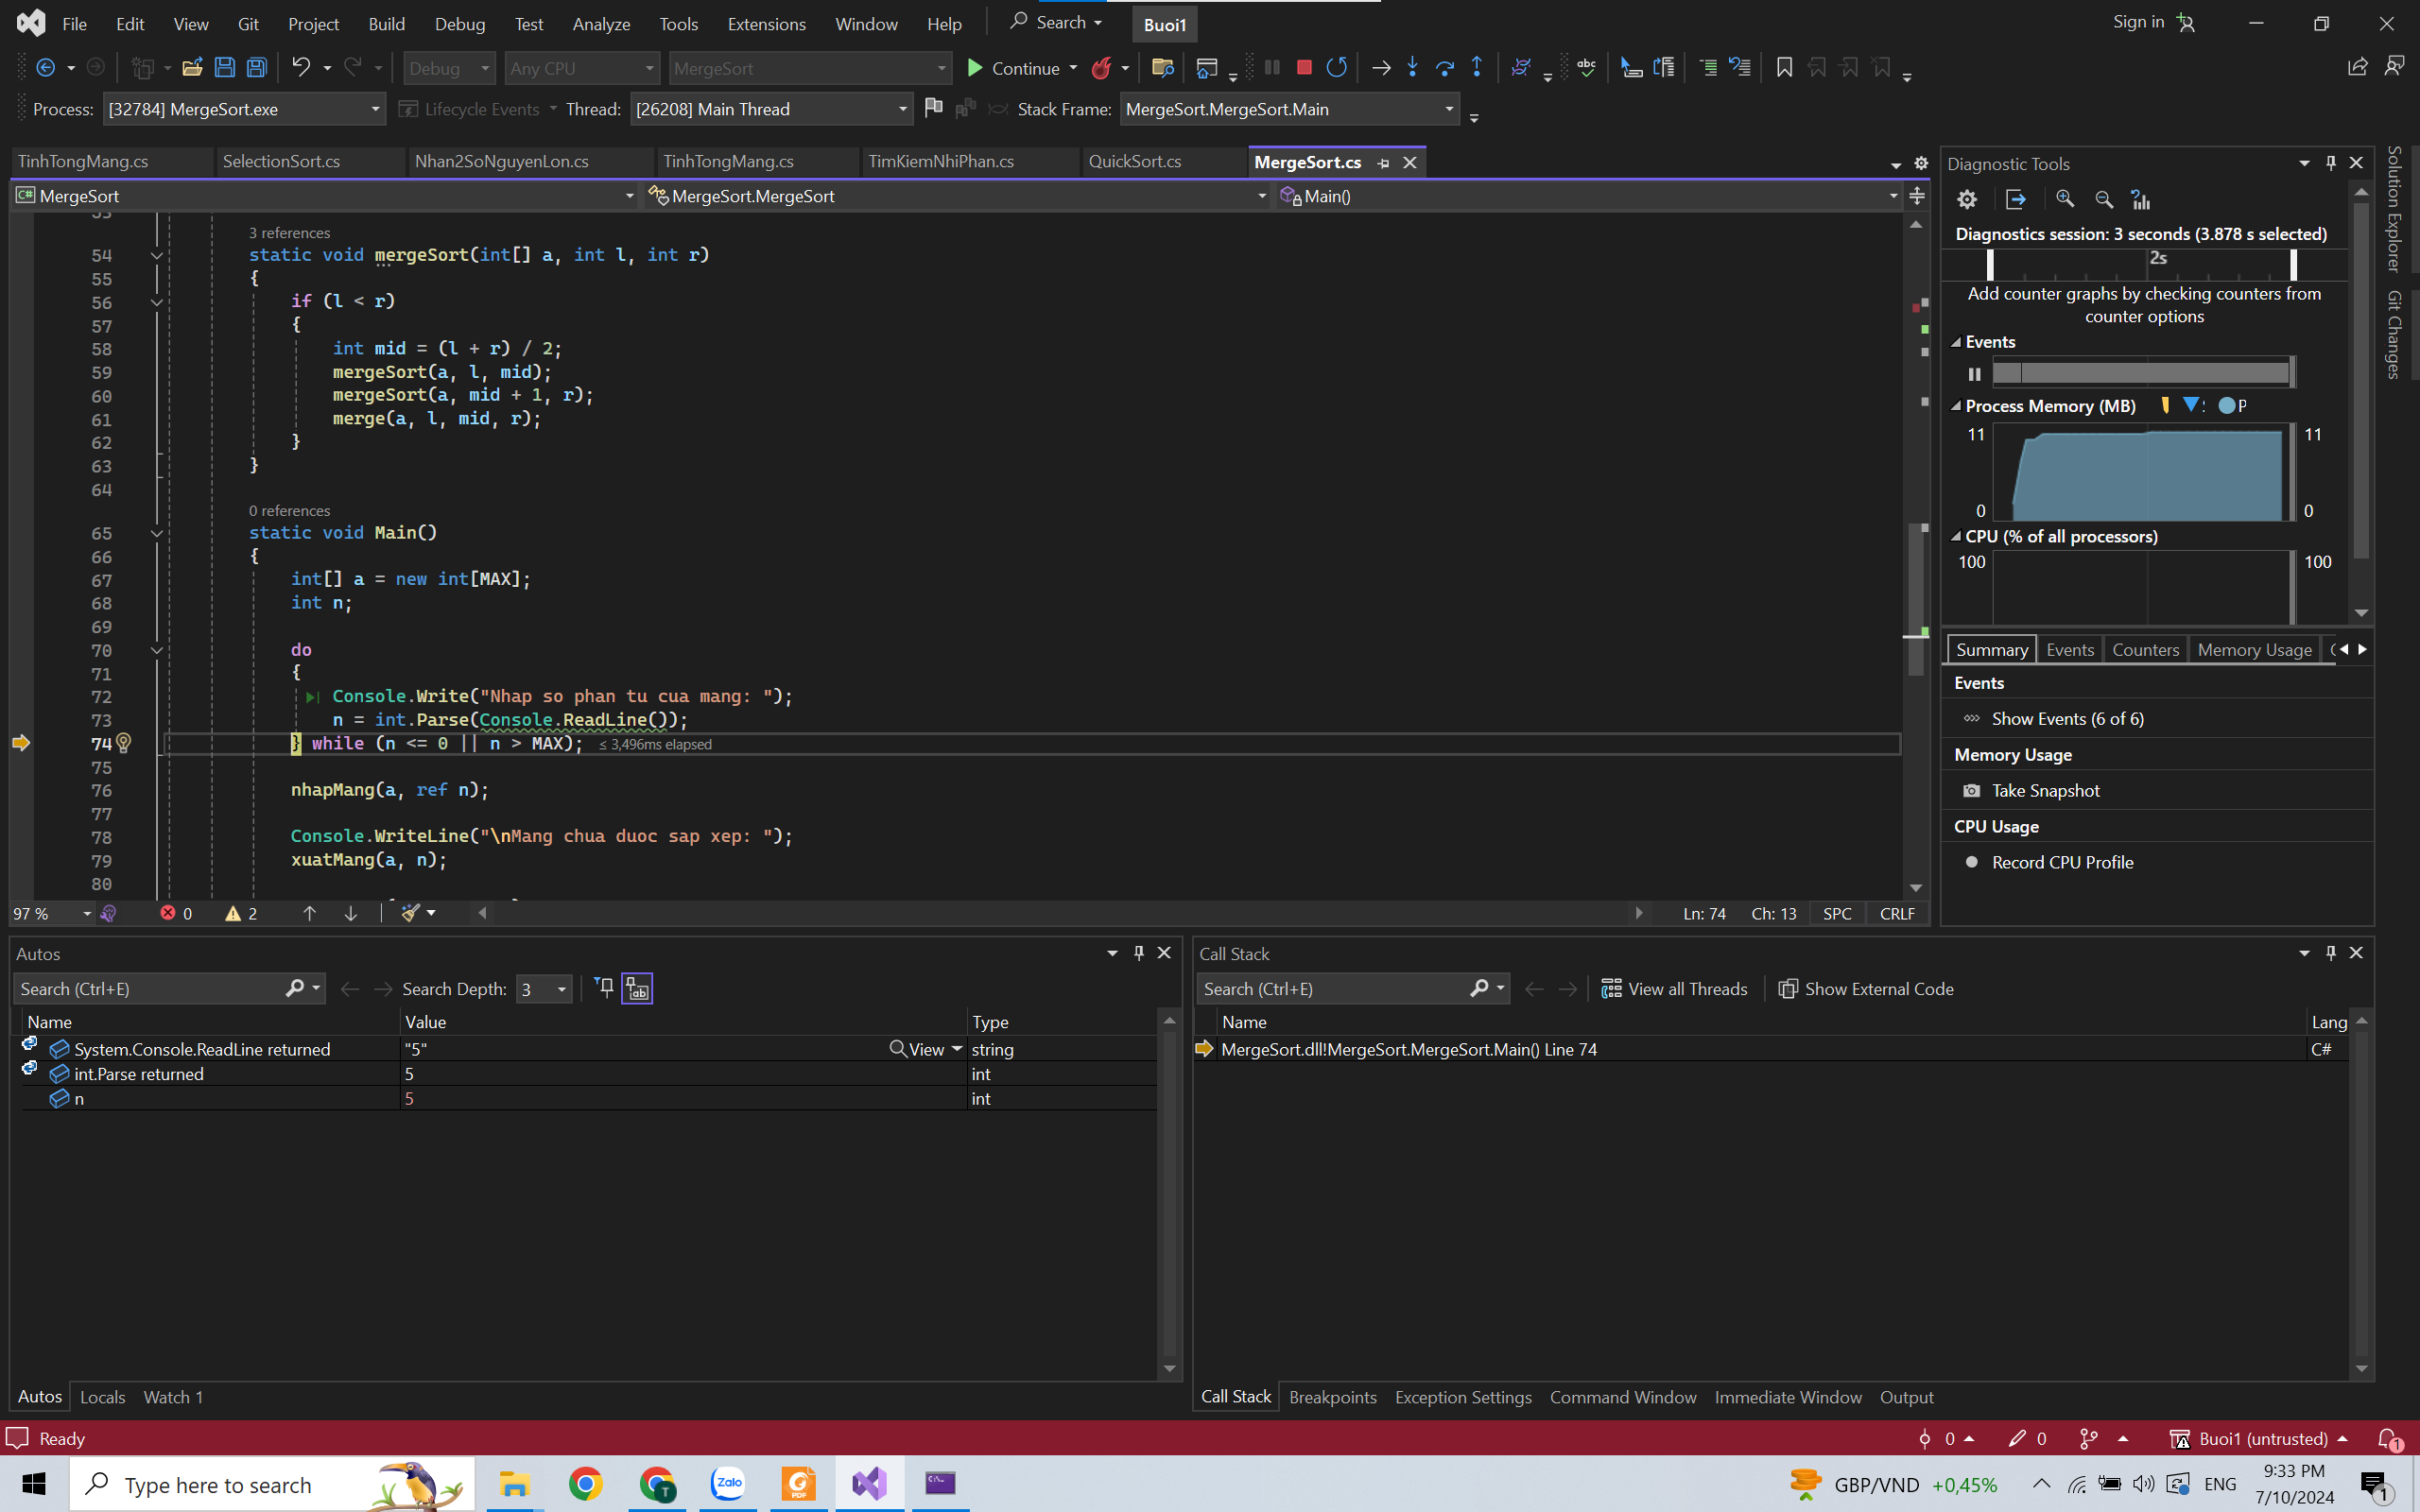 File Edit View Git Project Build Debug Test Analyze Tools Extensions Window Help Search Buoi1 Sign in
Debug Any CPU MergeSort Continue
Process: [32784] MergeSort.exe Lifecycle Events Thread: [26208] Main Thread Stack Frame: MergeSort.MergeSort.Main
TinhTongMang.cs SelectionSort.cs Nhan2SoNguyenLon.cs TinhTongMang.cs TimKiemNhiPhan.cs QuickSort.cs MergeSort.cs
C# MergeSort MergeSort.MergeSort Main()
53
3 references
54 static void mergeSort(int[] a, int l, int r)
55 {
56 if (l < r)
57 {
58 int mid = (l + r) / 2;
59 mergeSort(a, l, mid);
60 mergeSort(a, mid + 1, r);
61 merge(a, l, mid, r);
62 }
63 }
64
0 references
65 static void Main()
66 {
67 int[] a = new int[MAX];
68 int n;
69
70 do
71 {
72 Console.Write("Nhap so phan tu cua mang: ");
73 n = int.Parse(Console.ReadLine());
74 } while (n <= 0 || n > MAX); ≤ 3,496ms elapsed
75
76 nhapMang(a, ref n);
77
78 Console.WriteLine("\nMang chua duoc sap xep: ");
79 xuatMang(a, n);
80
97 % 0 2 Ln: 74 Ch: 13 SPC CRLF
Diagnostic Tools
Diagnostics session: 3 seconds (3.878 s selected)
2s
Add counter graphs by checking counters from
counter options
Events
Process Memory (MB) P
11 11
0 0
CPU (% of all processors)
100 100
Summary Events Counters Memory Usage
Events
Show Events (6 of 6)
Memory Usage
Take Snapshot
CPU Usage
Record CPU Profile
Solution Explorer
Git Changes
Autos
Search (Ctrl+E) Search Depth: 3
Name Value Type
System.Console.ReadLine returned "5" View string
int.Parse returned 5 int
n 5 int
Autos Locals Watch 1
Call Stack
Search (Ctrl+E) View all Threads Show External Code
Name Lang
MergeSort.dll!MergeSort.MergeSort.Main() Line 74 C#
Call Stack Breakpoints Exception Settings Command Window Immediate Window Output
Ready 0 0 Buoi1 (untrusted) 1
Type here to search Zalo PDF GBP/VND +0,45% ENG 9:33 PM
7/10/2024 1